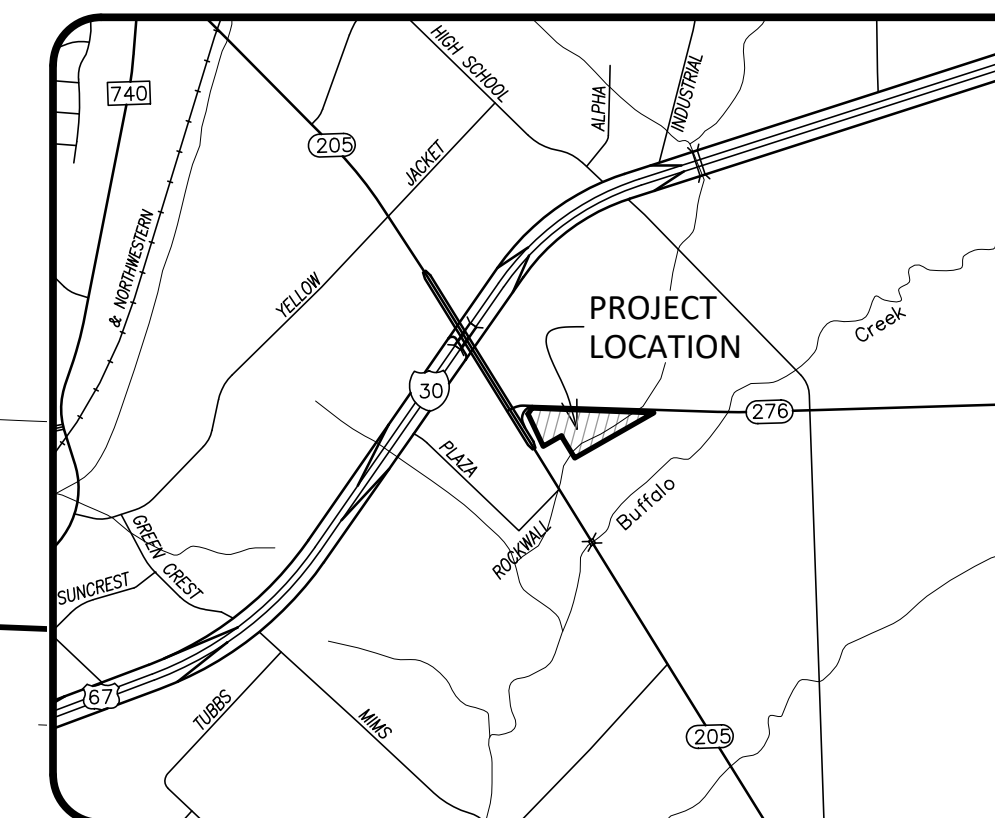 HIGH SCHOOL
ALPHA
INDUSTRIAL
740
205
JACKET
& NORTHWESTERN
YELLOW
PROJECT
LOCATION
Creek
30
276
PLAZA
Buffalo
ROCKWALL
GREEN CREST
SUNCREST
67
TUBBS
MIMS
205